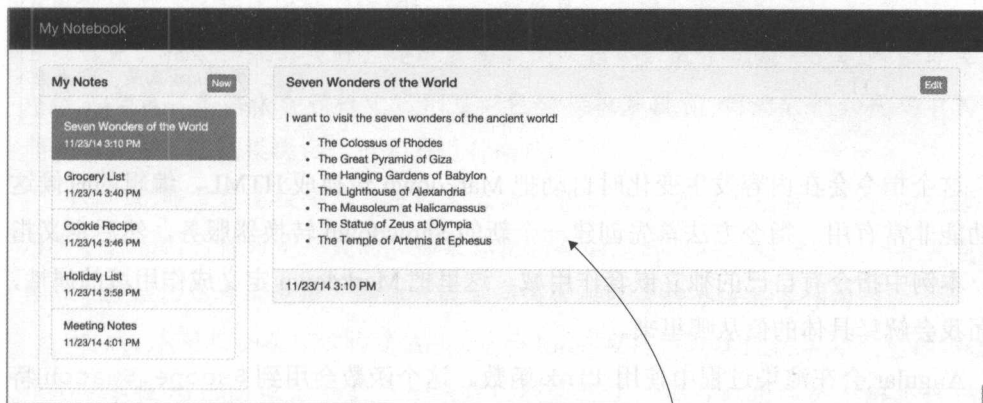 My Notebook
My Notes
New
Seven Wonders of the World
11/23/14 3:10 PM
Grocery List
11/23/14 3:40 PM
Cookie Recipe
11/23/14 3:46 PM
Holiday List
11/23/14 3:58 PM
Meeting Notes
11/23/14 4:01 PM
Seven Wonders of the World
Edit
I want to visit the seven wonders of the ancient world!
• The Colossus of Rhodes
• The Great Pyramid of Giza
• The Hanging Gardens of Babylon
• The Lighthouse of Alexandria
• The Mausoleum at Halicarnassus
• The Statue of Zeus at Olympia
• The Temple of Artemis at Ephesus
11/23/14 3:10 PM